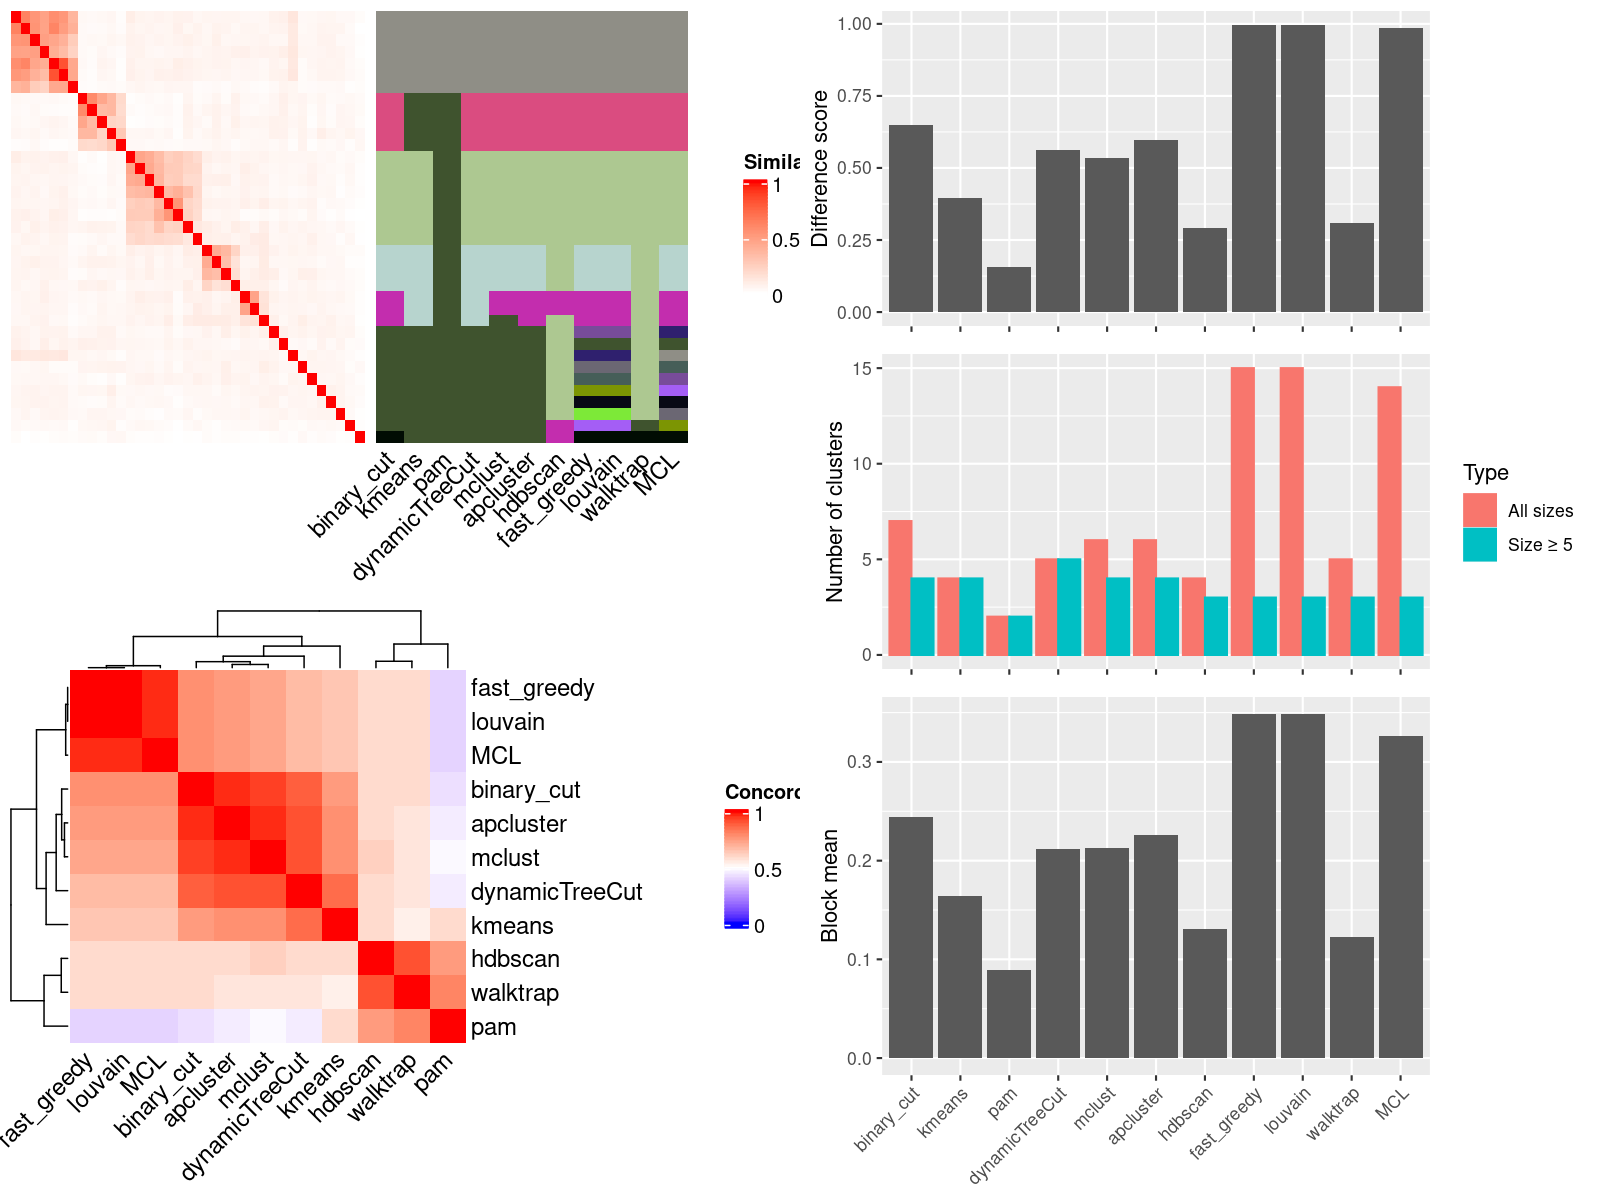 Simila
1
0.5
0
binary_cut
kmeans
pam
dynamicTreeCut
mclust
apcluster
hdbscan
fast_greedy
louvain
walktrap
MCL
fast_greedy
louvain
MCL
binary_cut
apcluster
mclust
dynamicTreeCut
kmeans
hdbscan
walktrap
pam
fast_greedy
louvain
MCL
binary_cut
apcluster
mclust
dynamicTreeCut
kmeans
hdbscan
walktrap
pam
Concord
1
0.5
0
Difference score
1.00
0.75
0.50
0.25
0.00
Number of clusters
15
10
5
0
Type
All sizes
Size ≥ 5
Block mean
0.3
0.2
0.1
0.0
binary_cut
kmeans
pam
dynamicTreeCut
mclust
apcluster
hdbscan
fast_greedy
louvain
walktrap
MCL